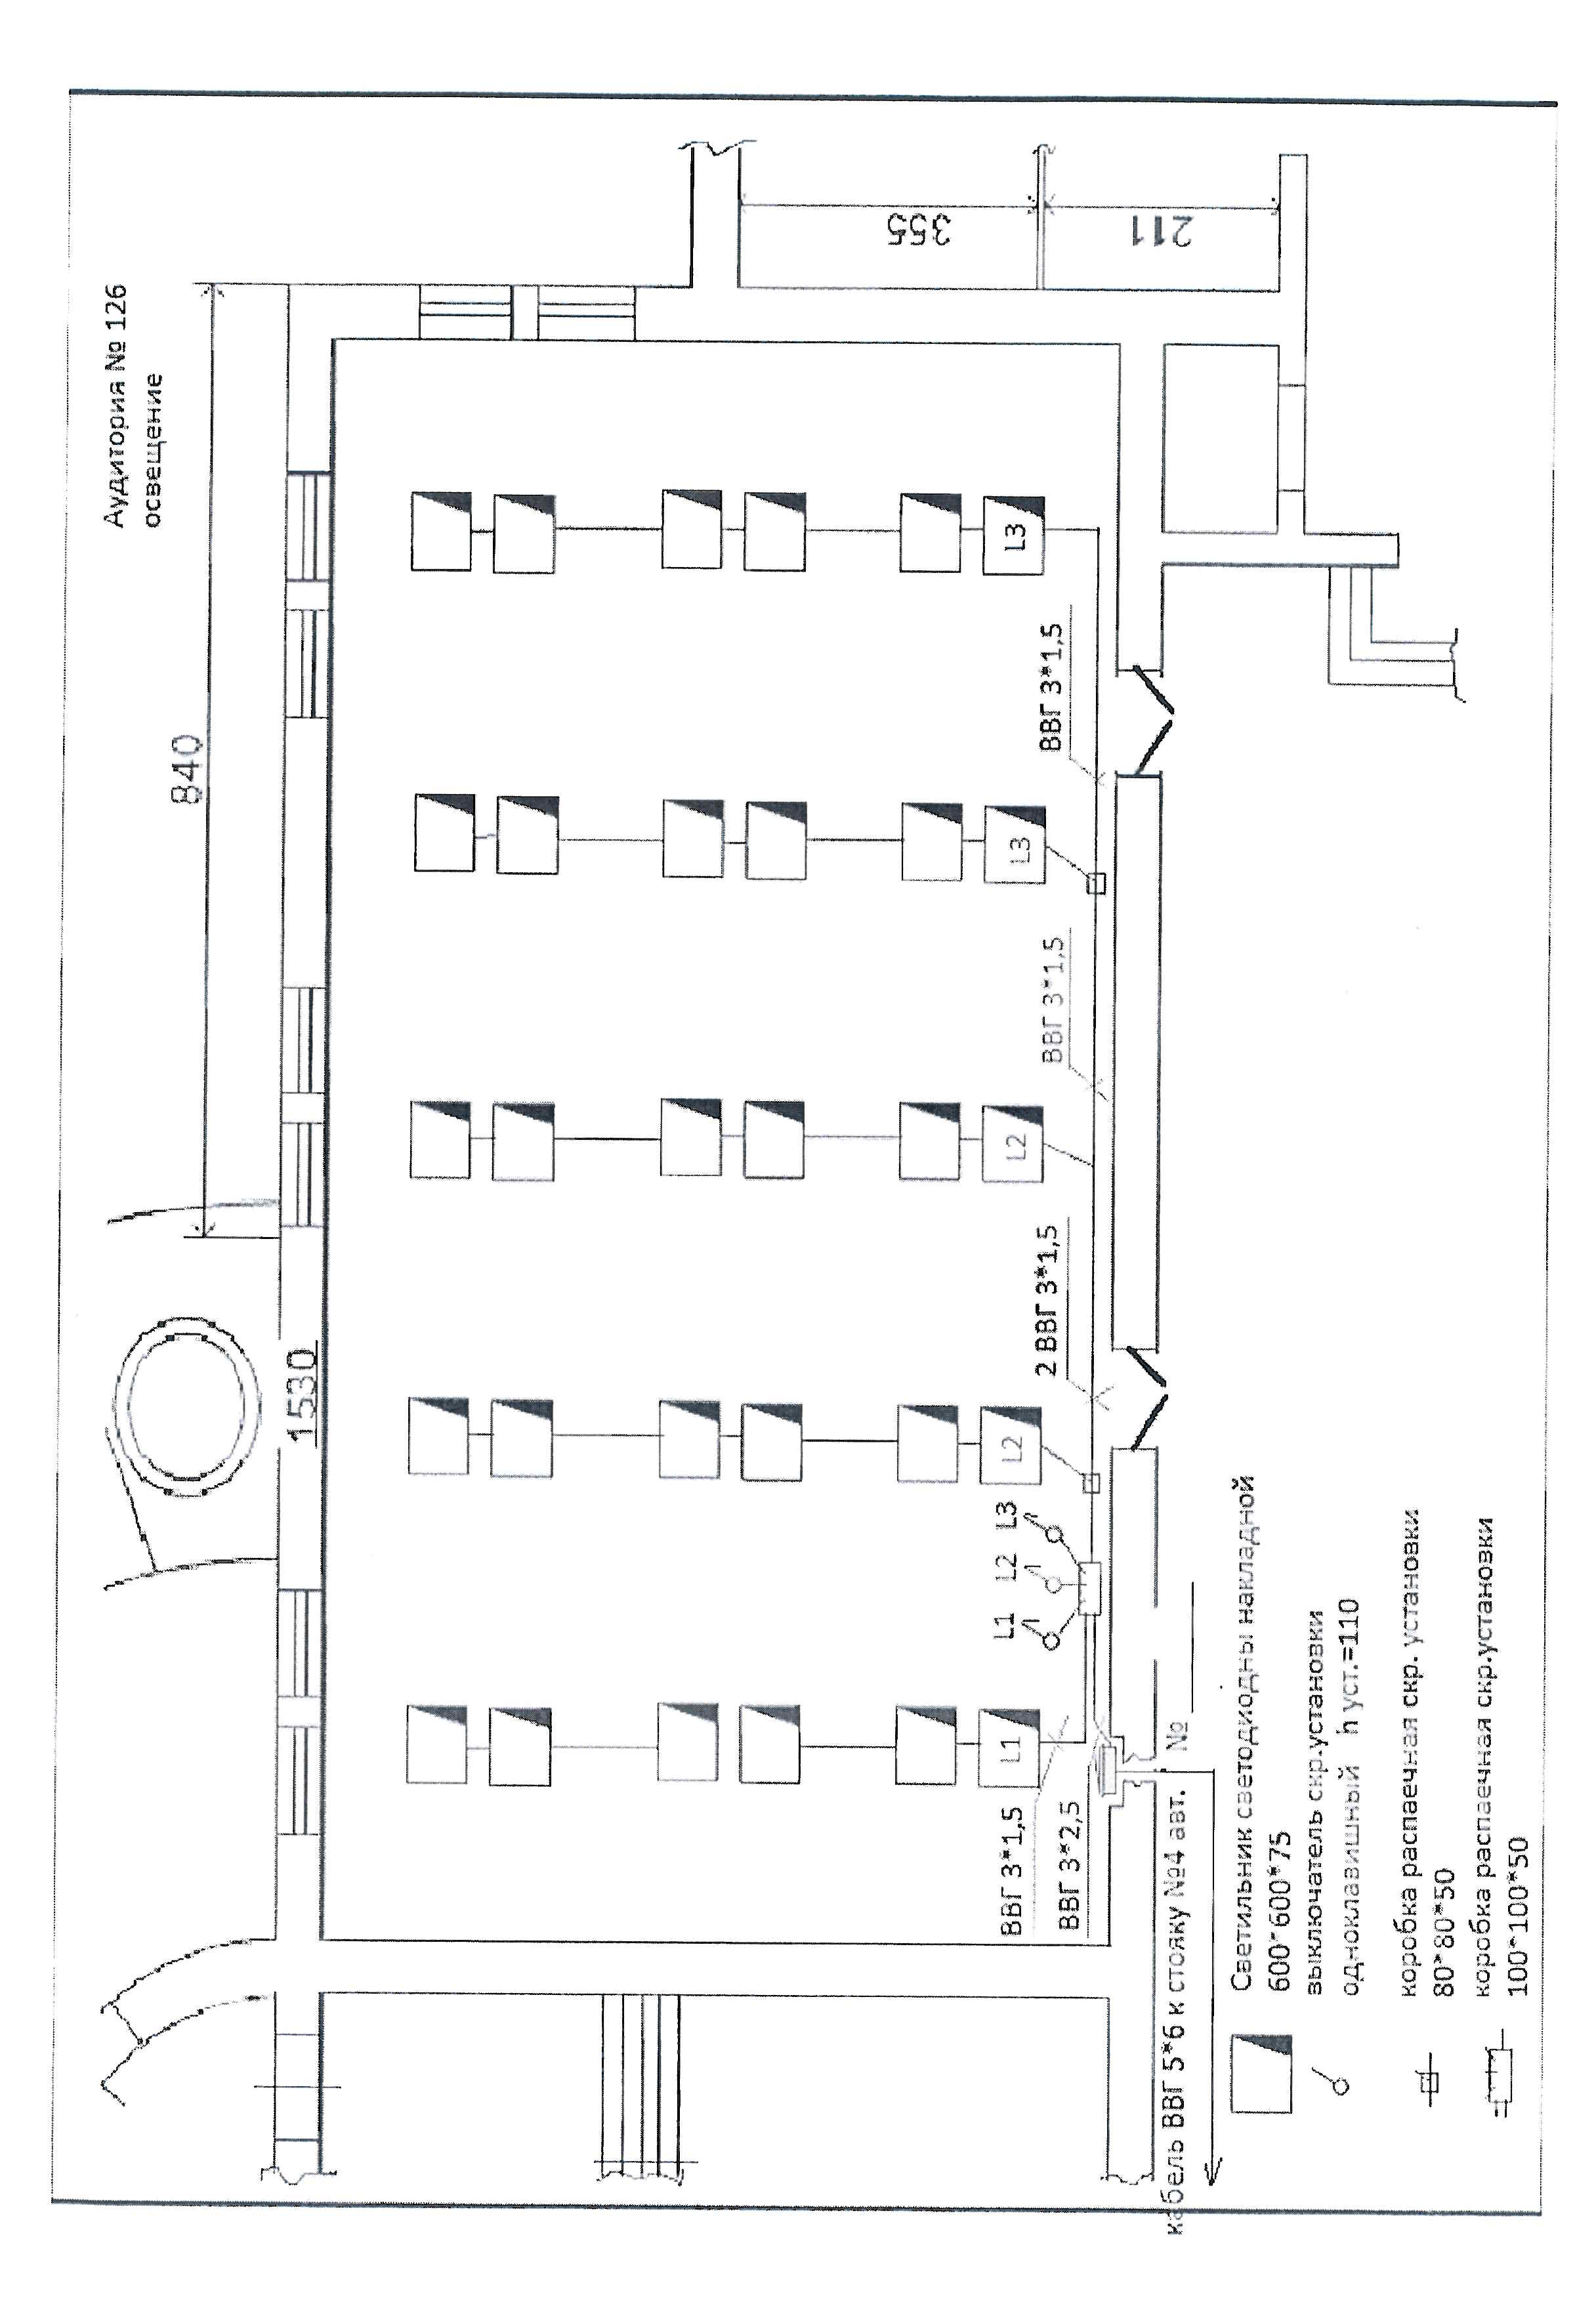 Аудитория № 126
освещение
840
355
211
1530
L3
L3
L2
L2
L1
ВВГ 3*1,5
ВВГ 3*1,5
2 ВВГ 3*1,5
L1
L2
L3
ВВГ 3*1,5
ВВГ 3*2,5
кабель ВВГ 5*6 к стояку №4 авт. №
Светильник светодиодны накладной
600*600*75
выключатель скр.установки
одноклавишный hуст.=110
коробка распаечная скр. установки
80*80*50
коробка распаечная скр.установки
100*100*50